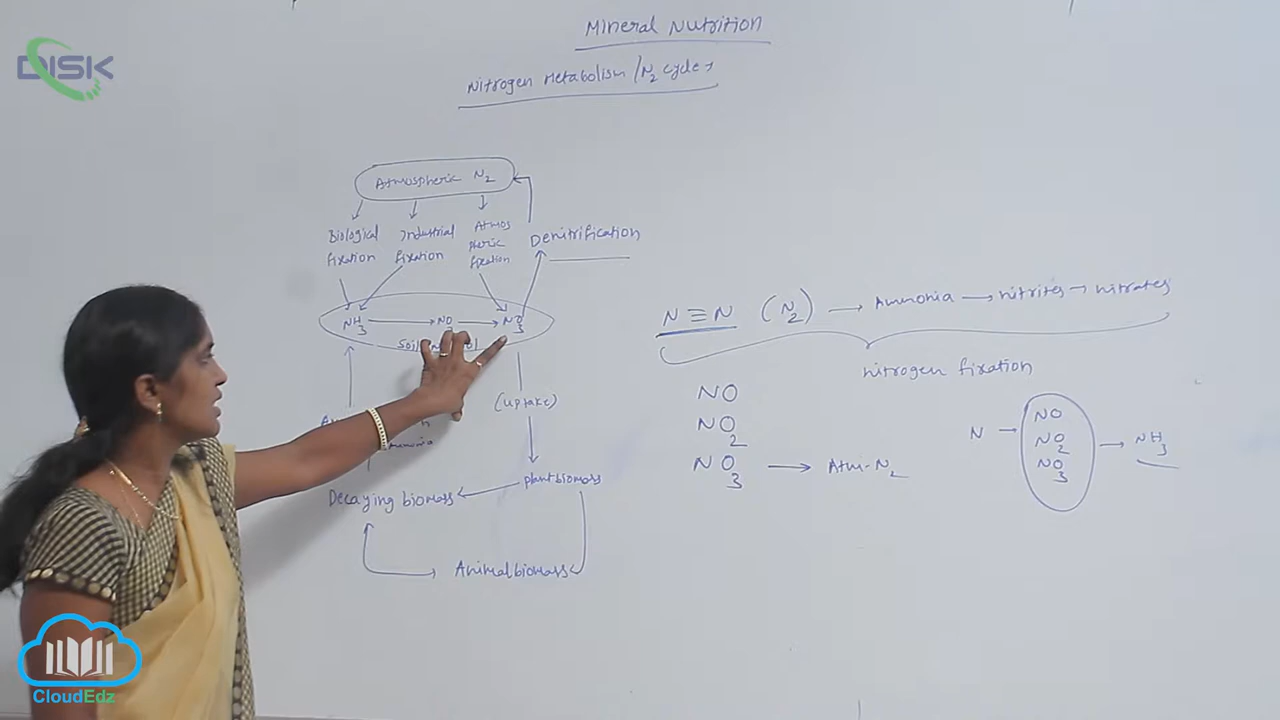 DISK
Mineral Nutrition
Nitrogen Metabolism / N2 cycle →
Atmospheric N2
Biological fixation
Industrial fixation
Atmos pheric fixation
Denitrification
NH3 → NO → NO3
Soil
(uptake)
plant biomass
Decaying biomass
Animal biomass
N≡N (N2) → Ammonia → nitrites → nitrates
nitrogen fixation
NO
NO2
NO3 → Atm-N2
N →
NO
NO2
NO3
→ NH3
CloudEdz